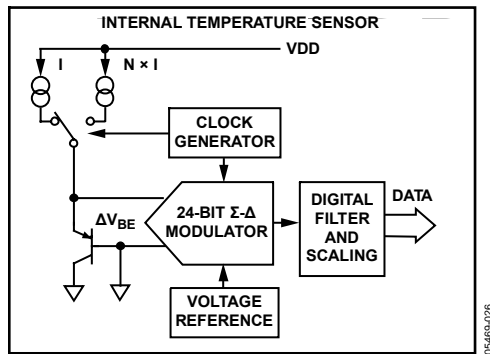 INTERNAL TEMPERATURE SENSOR
VDD
I
N × I
CLOCK
GENERATOR
ΔVBE
24-BIT Σ-Δ
MODULATOR
DIGITAL
FILTER
AND
SCALING
DATA
VOLTAGE
REFERENCE
05469-026